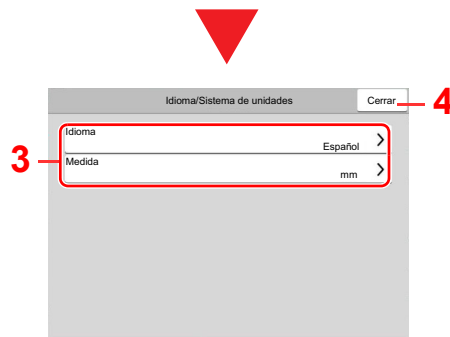 Idioma/Sistema de unidades
Cerrar
4
Idioma
Español
3
Medida
mm